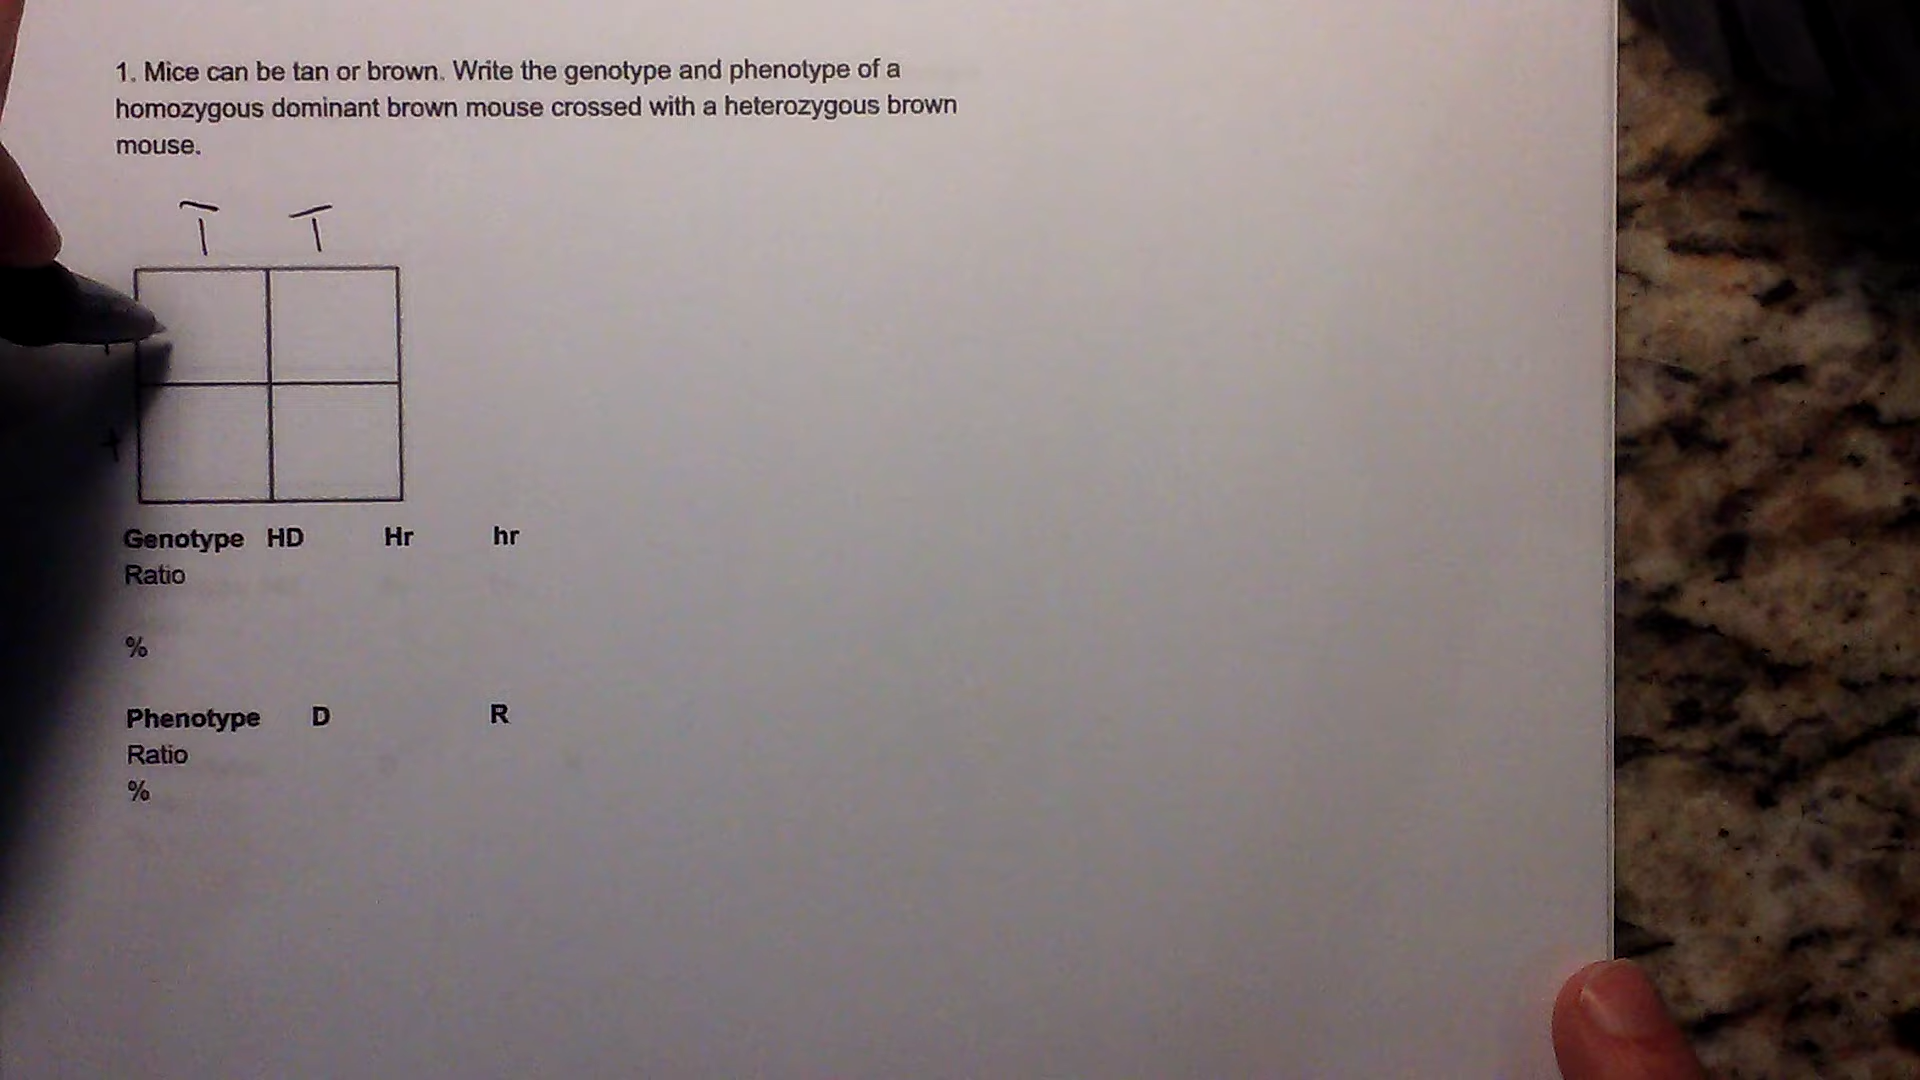 1. Mice can be tan or brown. Write the genotype and phenotype of a
homozygous dominant brown mouse crossed with a heterozygous brown
mouse.
T T
t
Genotype HD Hr hr
Ratio
%
Phenotype D R
Ratio
%